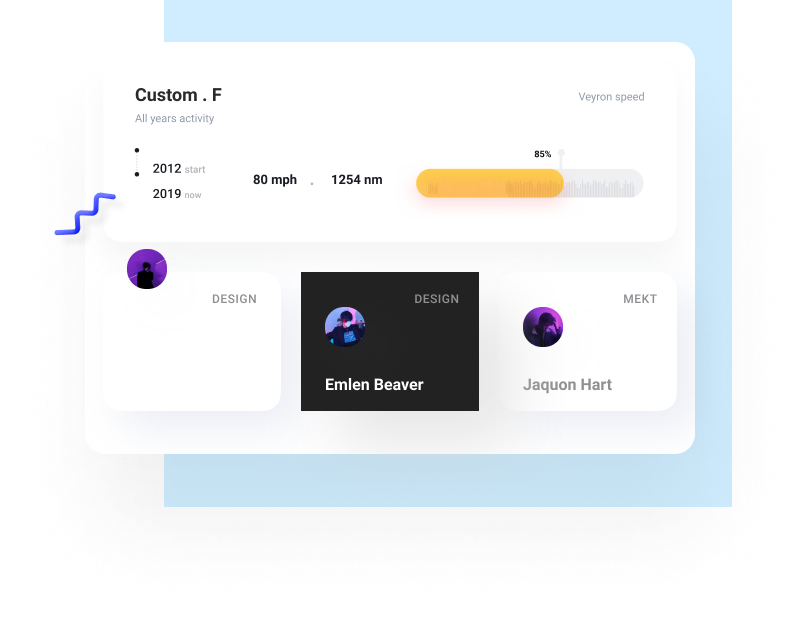 Custom . F
Veyron speed
All years activity
85%
2012 start
80 mph . 1254 nm
2019 now
DESIGN
DESIGN
MEKT
Emlen Beaver
Jaquon Hart